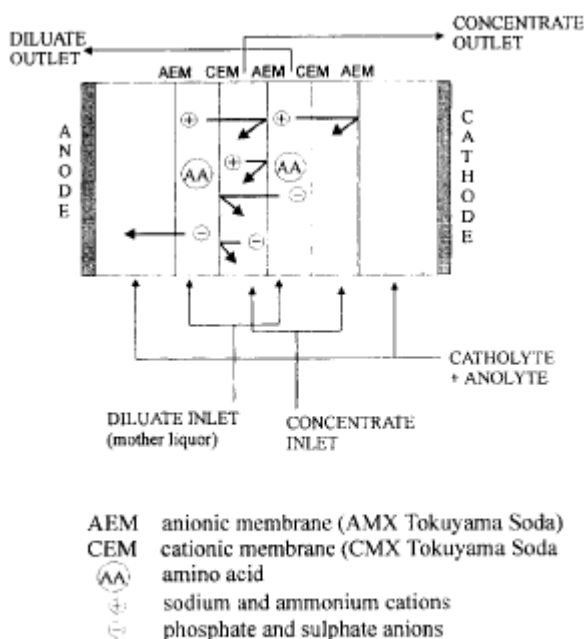 DILUATE
OUTLET
CONCENTRATE
OUTLET
AEM CEM AEM CEM AEM
ANODE
CATHODE
+ + + AA AA - - -
CATHOLYTE
+ ANOLYTE
DILUATE INLET
(mother liquor)
CONCENTRATE
INLET
AEM anionic membrane (AMX Tokuyama Soda)
CEM cationic membrane (CMX Tokuyama Soda
AA amino acid
+ sodium and ammonium cations
- phosphate and sulphate anions